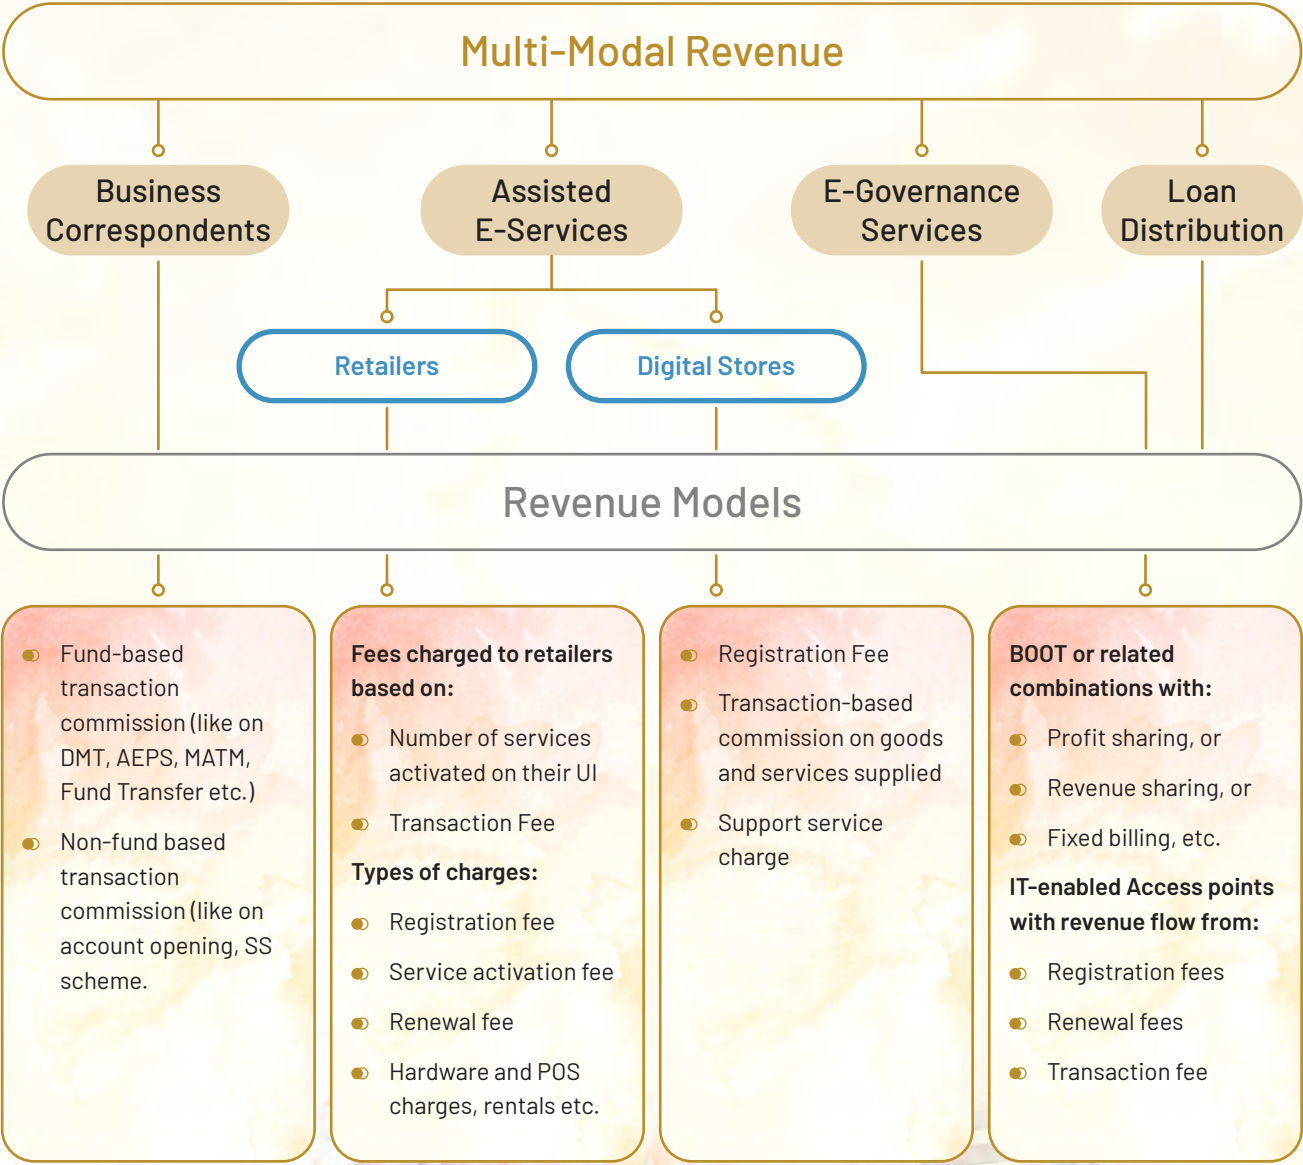 Multi-Modal Revenue
Business
Correspondents
Assisted
E-Services
E-Governance
Services
Loan
Distribution
Retailers
Digital Stores
Revenue Models
Fund-based
transaction
commission (like on
DMT, AEPS, MATM,
Fund Transfer etc.)
Non-fund based
transaction
commission (like on
account opening, SS
scheme.
Fees charged to retailers
based on:
Number of services
activated on their UI
Transaction Fee
Types of charges:
Registration fee
Service activation fee
Renewal fee
Hardware and POS
charges, rentals etc.
Registration Fee
Transaction-based
commission on goods
and services supplied
Support service
charge
BOOT or related
combinations with:
Profit sharing, or
Revenue sharing, or
Fixed billing, etc.
IT-enabled Access points
with revenue flow from:
Registration fees
Renewal fees
Transaction fee